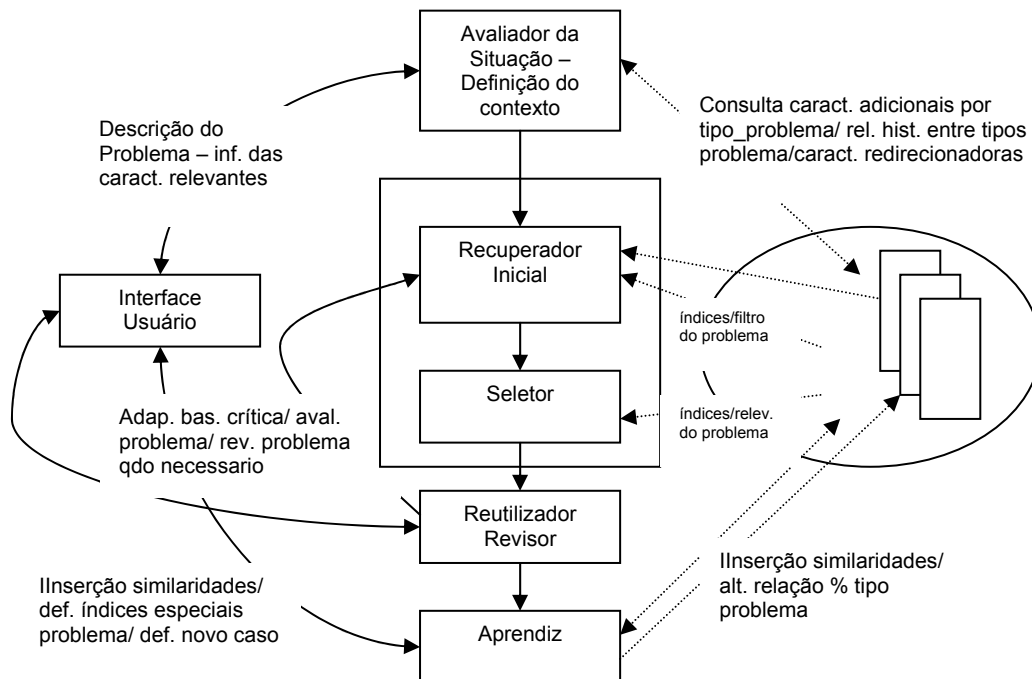 Avaliador da
Situação –
Definição do
contexto
Descrição do
Problema – inf. das
caract. relevantes
Consulta caract. adicionais por
tipo_problema/ rel. hist. entre tipos
problema/caract. redirecionadoras
Recuperador
Inicial
Interface
Usuário
índices/filtro
do problema
Seletor
índices/relev.
do problema
Adap. bas. crítica/ aval.
problema/ rev. problema
qdo necessario
Reutilizador
Revisor
IInserção similaridades/
def. índices especiais
problema/ def. novo caso
IInserção similaridades/
alt. relação % tipo
problema
Aprendiz